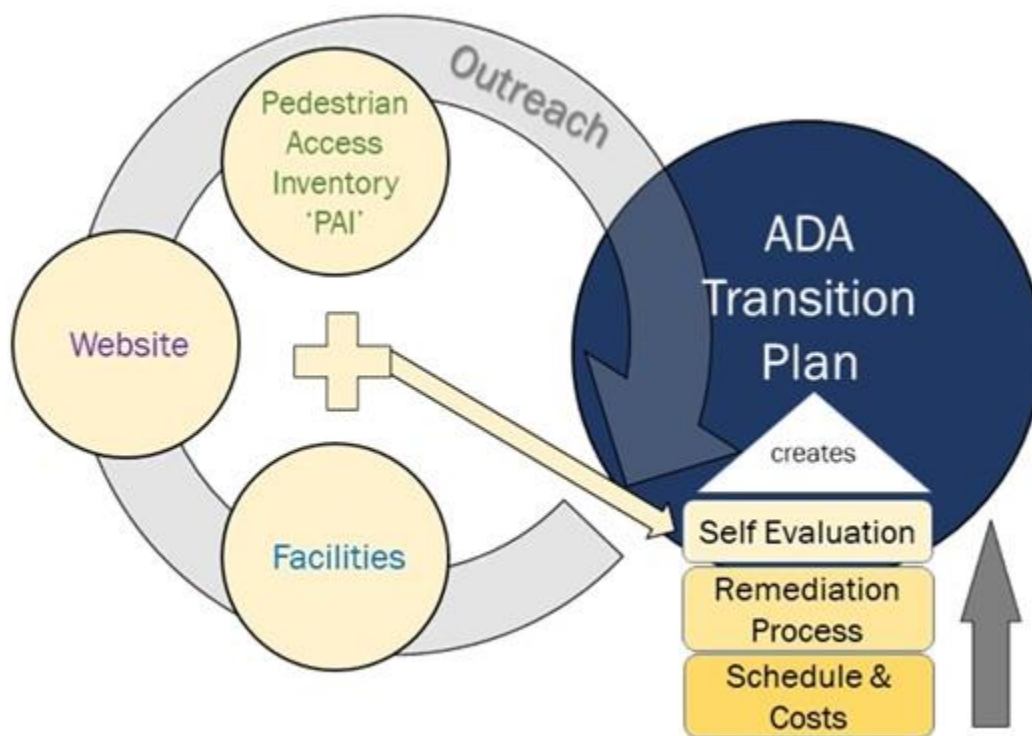 Outreach
Pedestrian
Access
Inventory
‘PAI’
Website
Facilities
ADA
Transition
Plan
creates
Self Evaluation
Remediation
Process
Schedule &
Costs